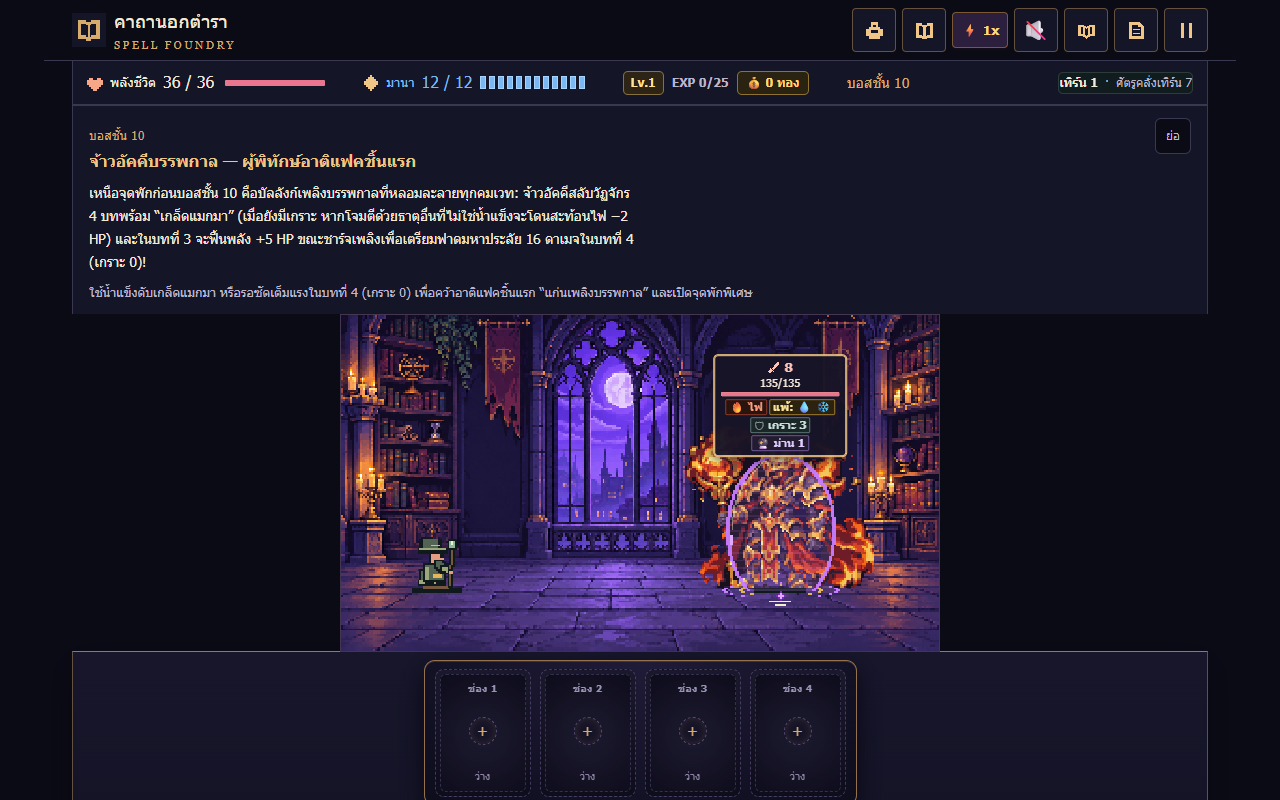 คาถานอกตำรา
SPELL FOUNDRY
1x
พลังชีวิต 36 / 36
มานา 12 / 12
Lv.1
EXP 0/25
0 ทอง
บอสชั้น 10
เทิร์น 1 · ศัตรูคลั่งเทิร์น 7
บอสชั้น 10
ย่อ
จ้าวอัคคีบรรพกาล — ผู้พิทักษ์อาติแฟคชิ้นแรก
เหนือจุดพักก่อนบอสชั้น 10 คือบัลลังก์เพลิงบรรพกาลที่หลอมละลายทุกคมเวท: จ้าวอัคคีสลับวัฏจักร
4 บทพร้อม “เกล็ดแมกมา” (เมื่อยังมีเกราะ หากโจมตีด้วยธาตุอื่นที่ไม่ใช่น้ำแข็งจะโดนสะท้อนไฟ −2
HP) และในบทที่ 3 จะฟื้นพลัง +5 HP ขณะชาร์จเพลิงเพื่อเตรียมฟาดมหาประลัย 16 ดาเมจในบทที่ 4
(เกราะ 0)!
ใช้น้ำแข็งดับเกล็ดแมกมา หรือรอซัดเต็มแรงในบทที่ 4 (เกราะ 0) เพื่อคว้าอาติแฟคชิ้นแรก “แก่นเพลิงบรรพกาล” และเปิดจุดพักพิเศษ
8
135/135
ไฟ แพ้:
เกราะ 3
ม่าน 1
ช่อง 1
ช่อง 2
ช่อง 3
ช่อง 4
+
+
+
+
ว่าง
ว่าง
ว่าง
ว่าง